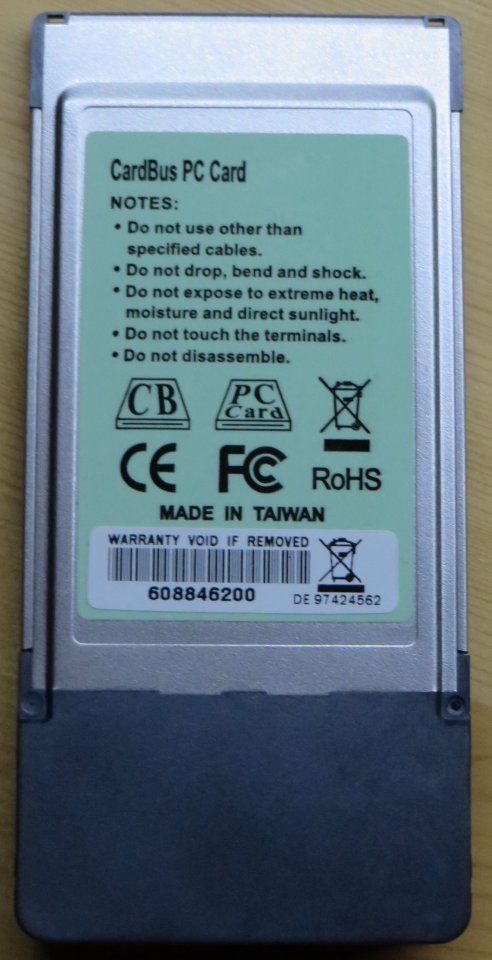 CardBus PC Card
NOTES:
• Do not use other than
specified cables.
• Do not drop, bend and shock.
• Do not expose to extreme heat,
moisture and direct sunlight.
• Do not touch the terminals.
• Do not disassemble.
CB PC Card
CE FC RoHS
MADE IN TAIWAN
WARRANTY VOID IF REMOVED
608846200 DE 97424562